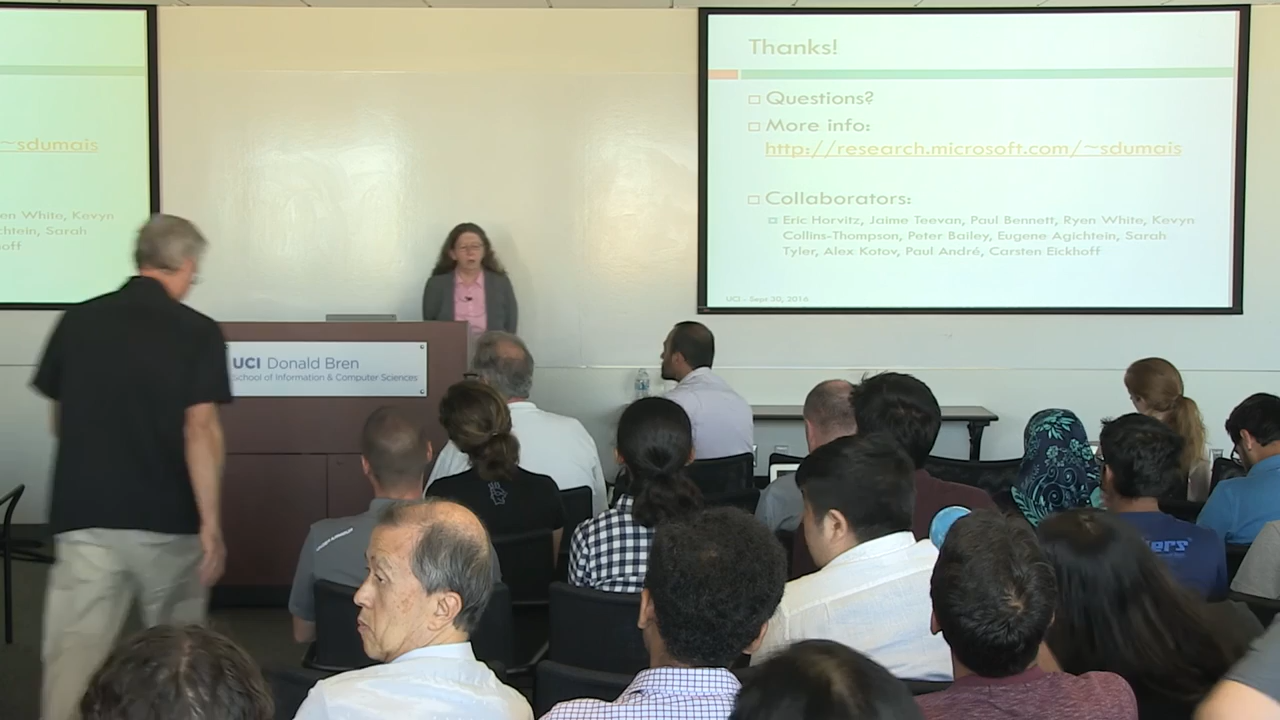 ~sdumais
en White, Kevyn
chtein, Sarah
off
Thanks!
Questions?
More info:
http://research.microsoft.com/~sdumais
Collaborators:
Eric Horvitz, Jaime Teevan, Paul Bennett, Ryen White, Kevyn
Collins-Thompson, Peter Bailey, Eugene Agichtein, Sarah
Tyler, Alex Kotov, Paul André, Carsten Eickhoff
UCI - Sept 30, 2016
UCI Donald Bren
School of Information & Computer Sciences
ers